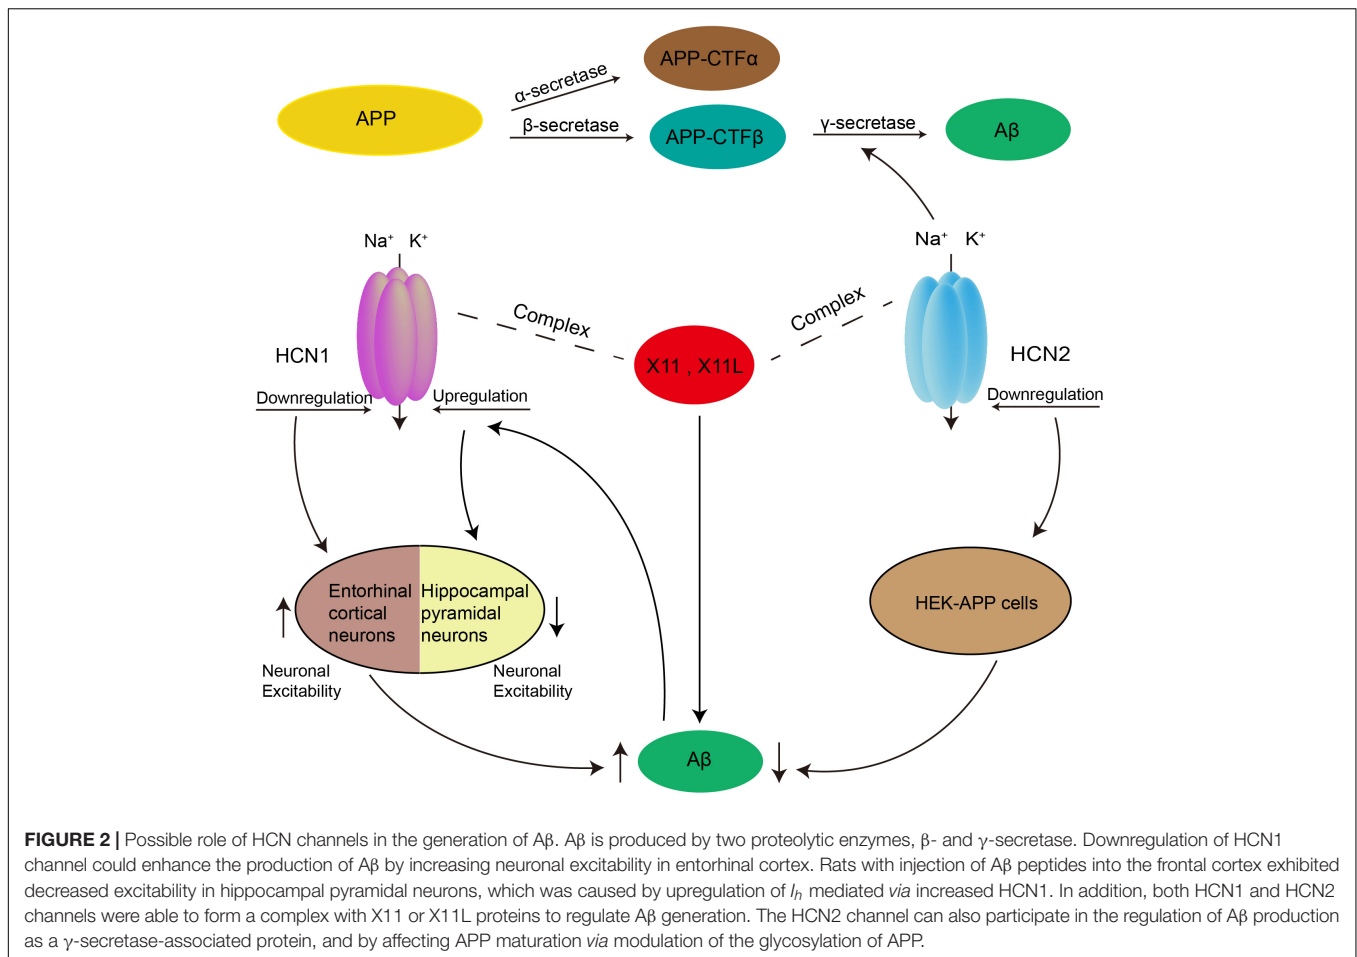 APP-CTFα
α-secretase
APP
β-secretase
APP-CTFβ
γ-secretase
Aβ
Na⁺ K⁺
Na⁺ K⁺
Complex
Complex
HCN1
X11 , X11L
HCN2
Downregulation
Upregulation
Downregulation
Entorhinal
cortical
neurons
Hippocampal
pyramidal
neurons
HEK-APP cells
Neuronal
Excitability
Neuronal
Excitability
Aβ
FIGURE 2 | Possible role of HCN channels in the generation of Aβ. Aβ is produced by two proteolytic enzymes, β- and γ-secretase. Downregulation of HCN1
channel could enhance the production of Aβ by increasing neuronal excitability in entorhinal cortex. Rats with injection of Aβ peptides into the frontal cortex exhibited
decreased excitability in hippocampal pyramidal neurons, which was caused by upregulation of Ih mediated via increased HCN1. In addition, both HCN1 and HCN2
channels were able to form a complex with X11 or X11L proteins to regulate Aβ generation. The HCN2 channel can also participate in the regulation of Aβ production
as a γ-secretase-associated protein, and by affecting APP maturation via modulation of the glycosylation of APP.